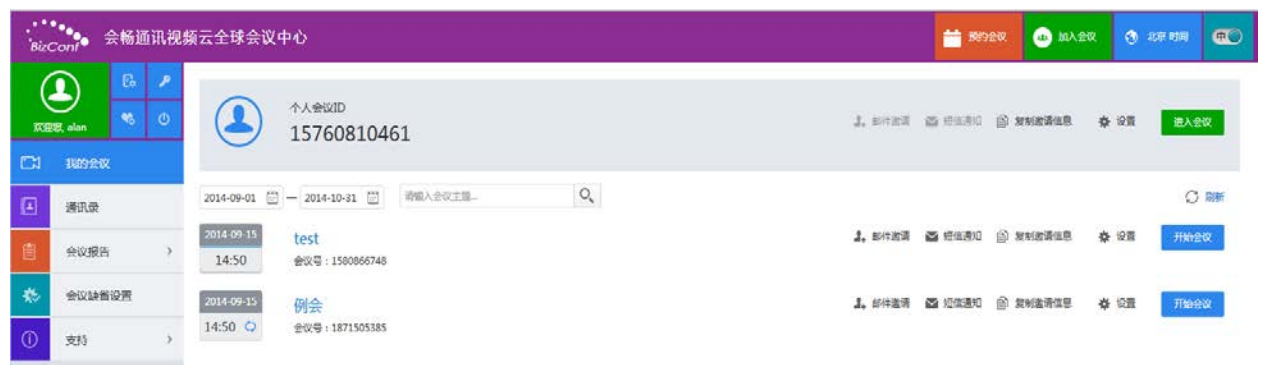 BizConf 会畅通讯视频云全球会议中心 预约会议 加入会议 北京时间 中
欢迎您, alan
个人会议ID
15760810461
邮件邀请 短信通知 复制邀请信息 设置 进入会议
我的会议
通讯录
会议报告
会议缺省设置
支持
2014-09-01 — 2014-10-31 请输入会议主题... 刷新
2014-09-15
14:50
test
会议号：1580866748
邮件邀请 短信通知 复制邀请信息 设置 开始会议
2014-09-15
14:50
例会
会议号：1871505385
邮件邀请 短信通知 复制邀请信息 设置 开始会议